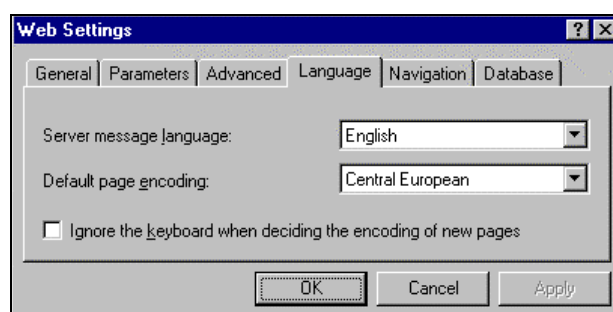 Web Settings
General Parameters Advanced Language Navigation Database
Server message language: English
Default page encoding: Central European
Ignore the keyboard when deciding the encoding of new pages
OK Cancel Apply